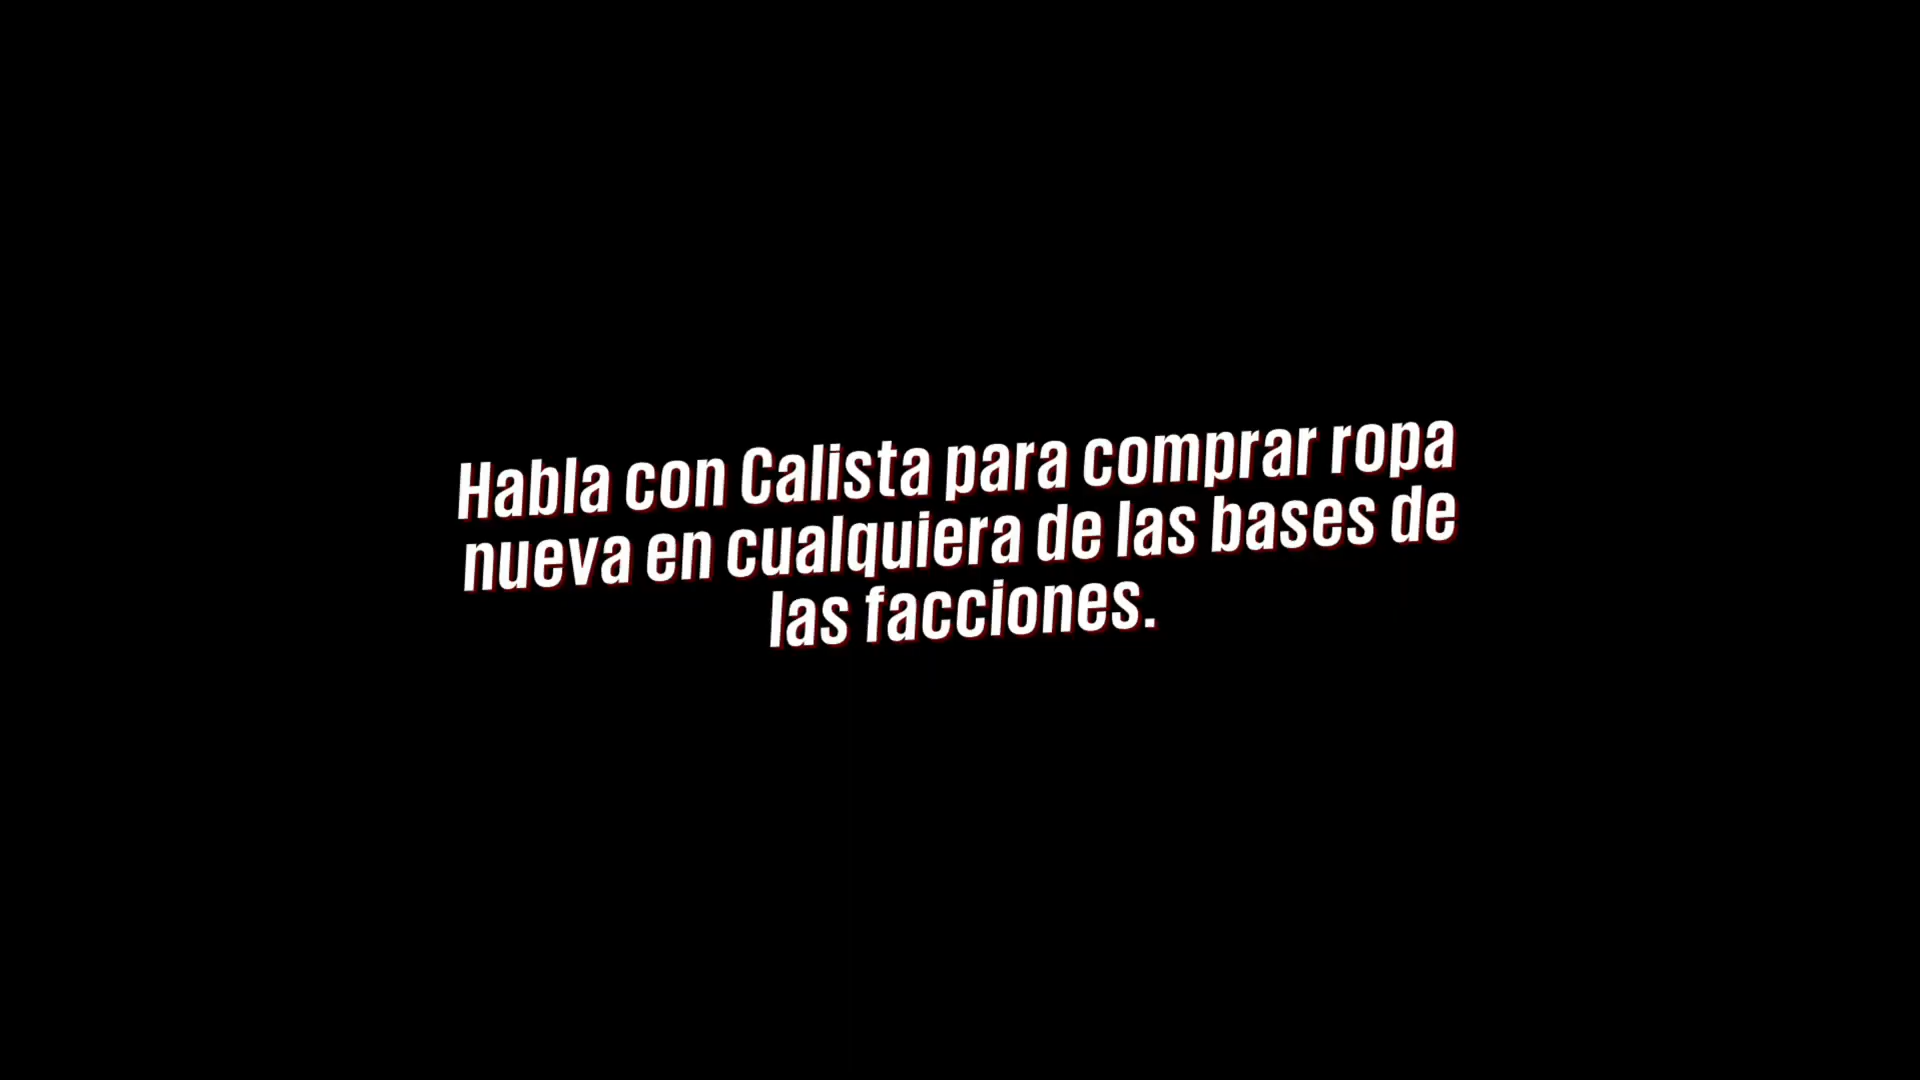 Habla con Calista para comprar ropa
nueva en cualquiera de las bases de
las facciones.